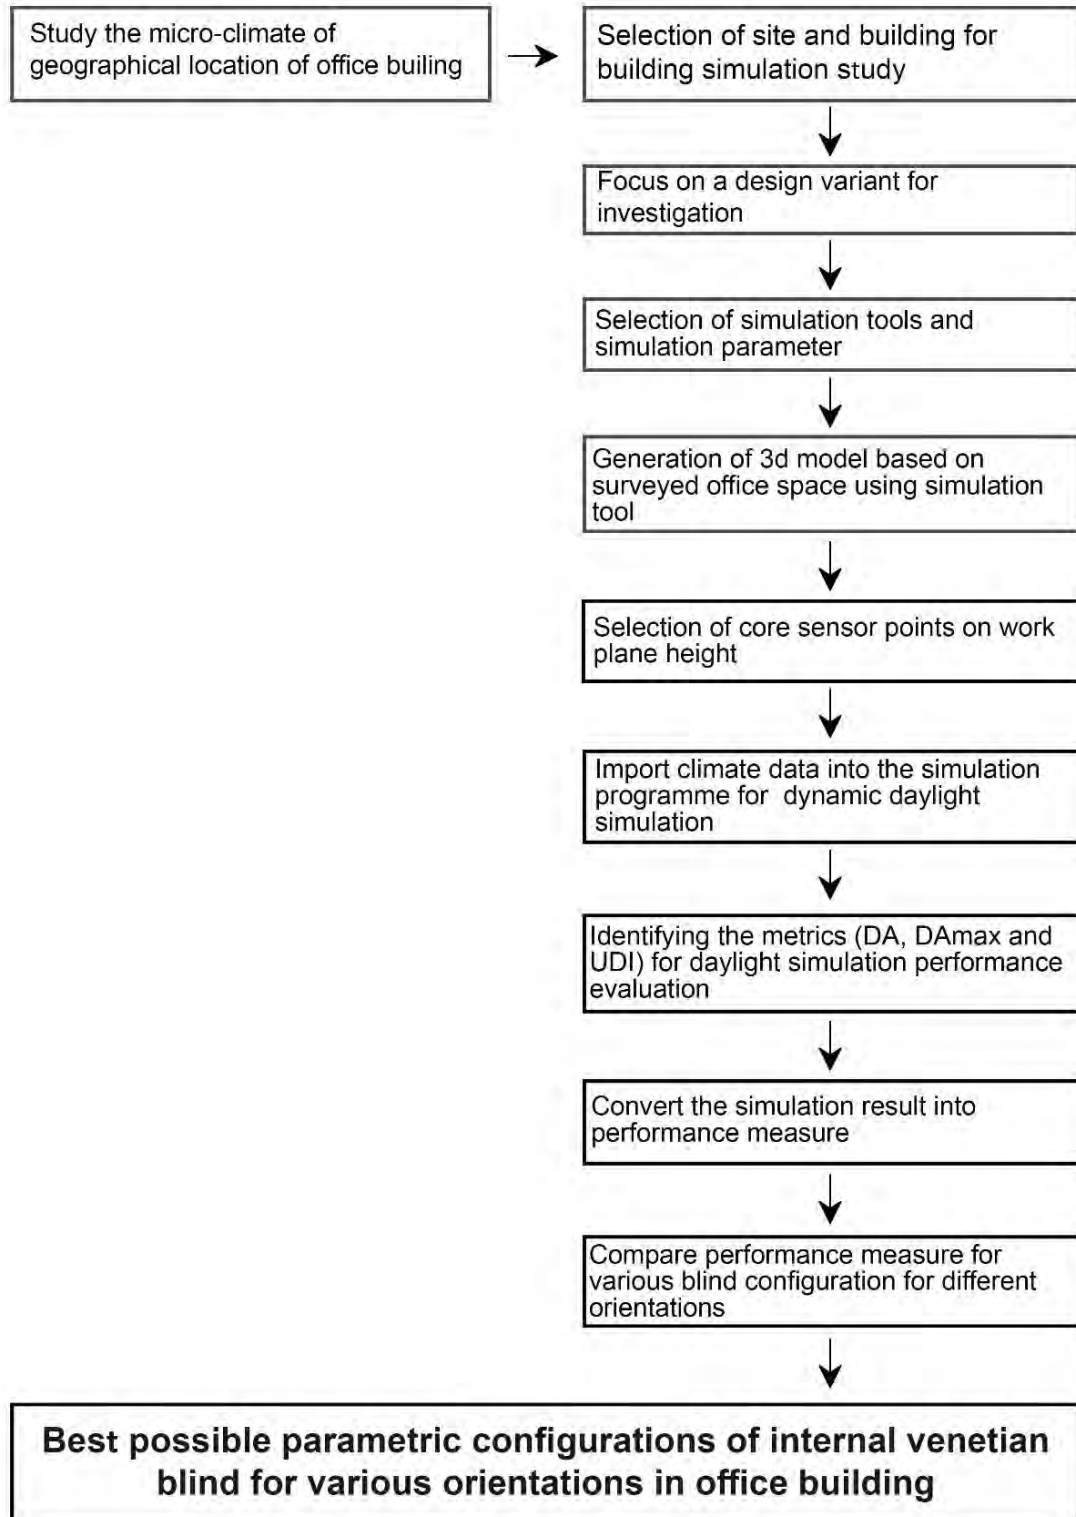 Study the micro-climate of
geographical location of office builing
Selection of site and building for
building simulation study
Focus on a design variant for
investigation
Selection of simulation tools and
simulation parameter
Generation of 3d model based on
surveyed office space using simulation
tool
Selection of core sensor points on work
plane height
Import climate data into the simulation
programme for dynamic daylight
simulation
Identifying the metrics (DA, DAmax and
UDI) for daylight simulation performance
evaluation
Convert the simulation result into
performance measure
Compare performance measure for
various blind configuration for different
orientations
Best possible parametric configurations of internal venetian
blind for various orientations in office building